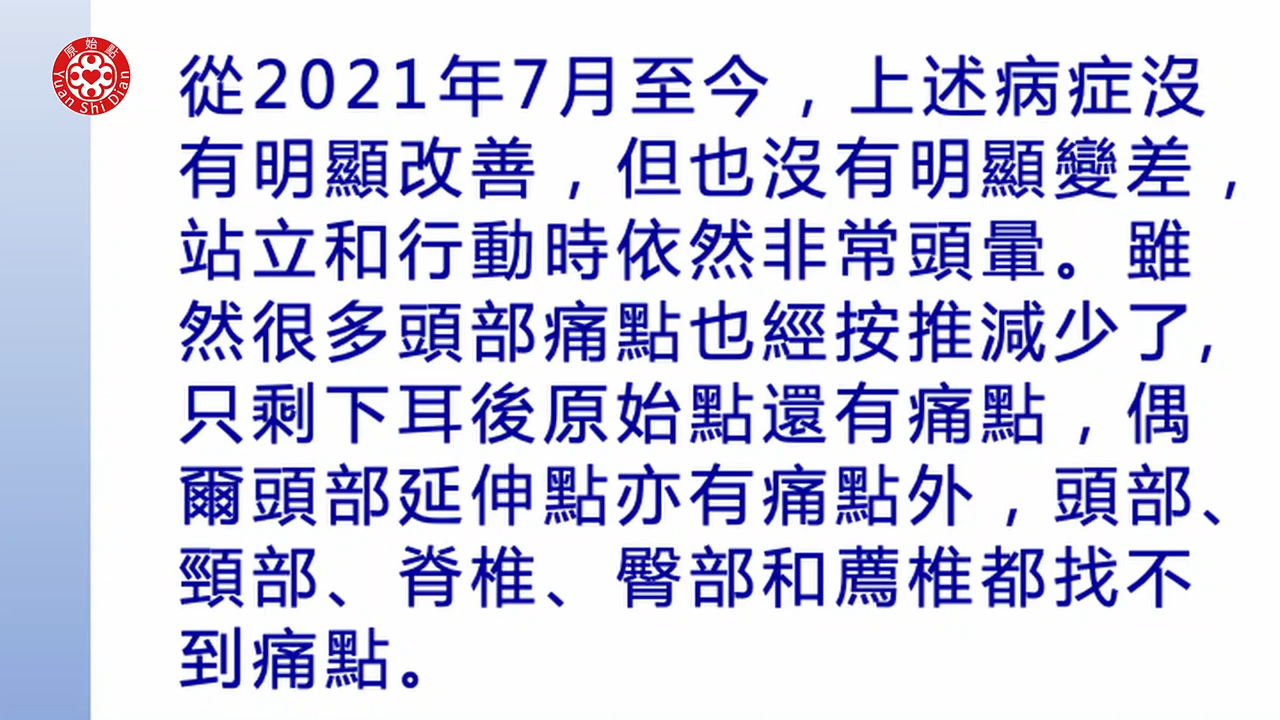 原始點
Yuan Shi Dian
從2021年7月至今，上述病症沒
有明顯改善，但也沒有明顯變差，
站立和行動時依然非常頭暈。雖
然很多頭部痛點也經按推減少了，
只剩下耳後原始點還有痛點，偶
爾頭部延伸點亦有痛點外，頭部、
頸部、脊椎、臀部和薦椎都找不
到痛點。